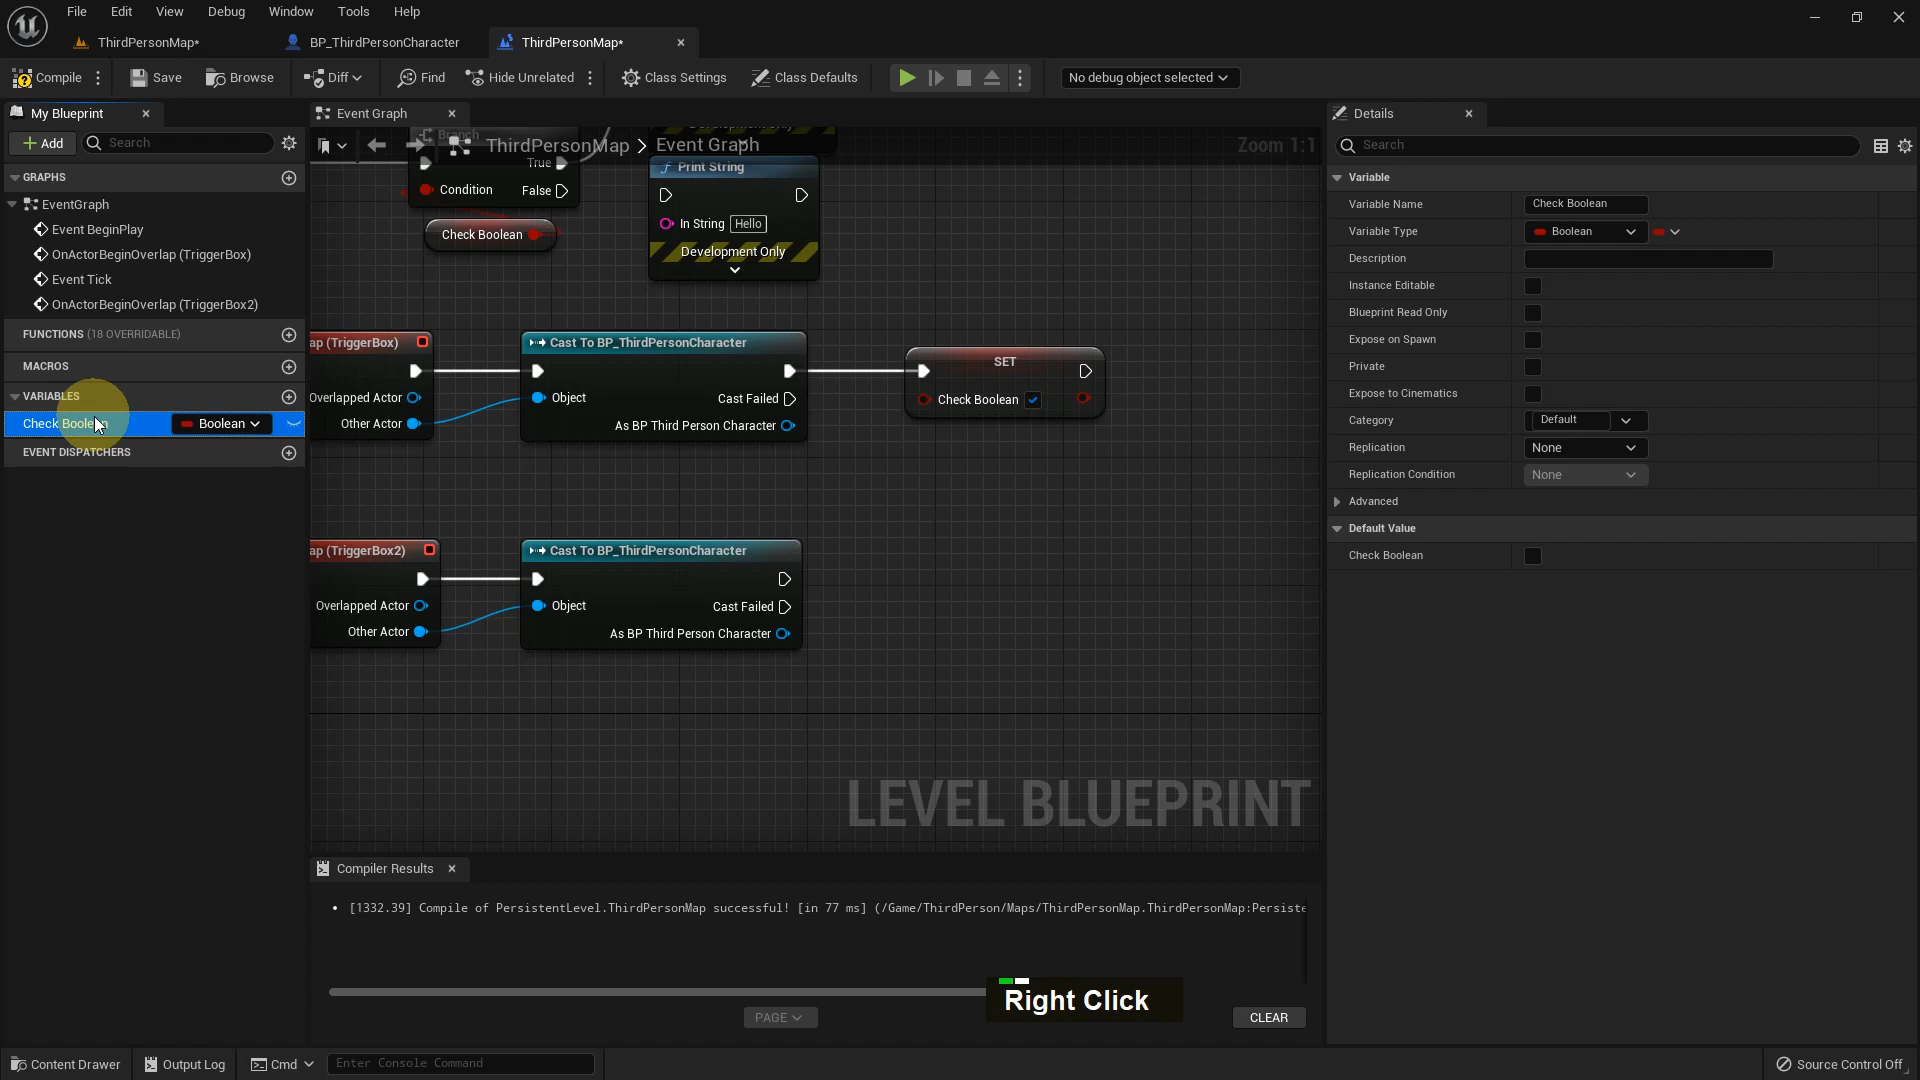 File Edit View Debug Window Tools Help
ThirdPersonMap* BP_ThirdPersonCharacter ThirdPersonMap*
Compile Save Browse Diff Find Hide Unrelated Class Settings Class Defaults No debug object selected
My Blueprint Event Graph Details
Add Search
GRAPHS
EventGraph
Event BeginPlay
OnActorBeginOverlap (TriggerBox)
Event Tick
OnActorBeginOverlap (TriggerBox2)
FUNCTIONS (18 OVERRIDABLE)
MACROS
VARIABLES
Check Boolean Boolean
EVENT DISPATCHERS
ThirdPersonMap > Event Graph Zoom 1:1
Branch
True
Condition False
Check Boolean
Development Only
Print String
In String Hello
Development Only
ap (TriggerBox)
Overlapped Actor
Other Actor
Cast To BP_ThirdPersonCharacter
Object Cast Failed
As BP Third Person Character
SET
Check Boolean
ap (TriggerBox2)
Overlapped Actor
Other Actor
Cast To BP_ThirdPersonCharacter
Object Cast Failed
As BP Third Person Character
LEVEL BLUEPRINT
Search
Variable
Variable Name Check Boolean
Variable Type Boolean
Description
Instance Editable
Blueprint Read Only
Expose on Spawn
Private
Expose to Cinematics
Category Default
Replication None
Replication Condition None
Advanced
Default Value
Check Boolean
Compiler Results
[1332.39] Compile of PersistentLevel.ThirdPersonMap successful! [in 77 ms] (/Game/ThirdPerson/Maps/ThirdPersonMap.ThirdPersonMap:Persiste
Right Click
PAGE CLEAR
Content Drawer Output Log Cmd Enter Console Command Source Control Off